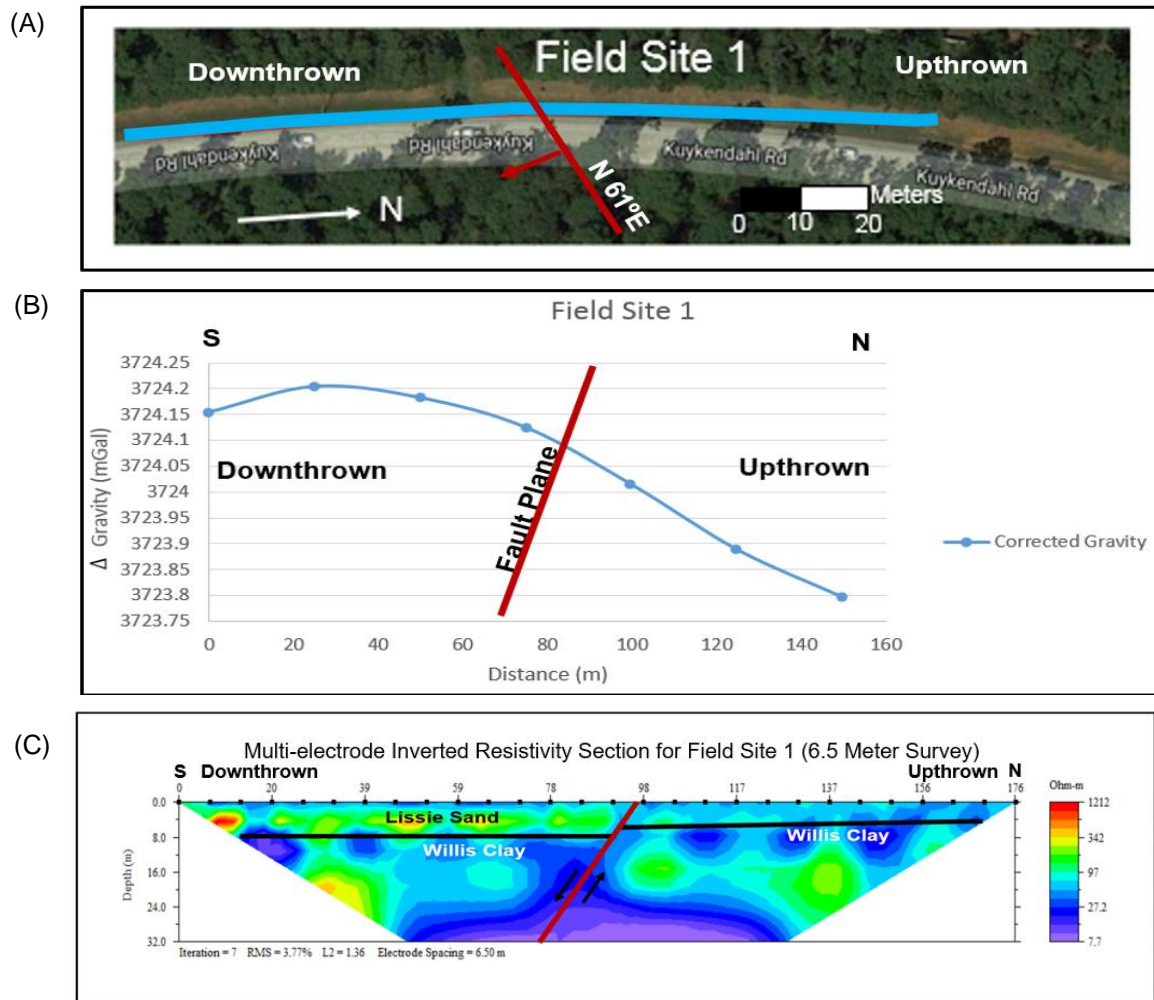 (A)
Downthrown
Field Site 1
Upthrown
Kuykendahl Rd
Kuykendahl Rd
Kuykendahl Rd
Kuykendahl Rd
N 61ºE
N
Meters
0 10 20
(B)
Field Site 1
S
N
3724.25
3724.2
3724.15
3724.1
3724.05
3724
3723.95
3723.9
3723.85
3723.8
3723.75
Δ Gravity (mGal)
Downthrown
Fault Plane
Upthrown
Corrected Gravity
0 20 40 60 80 100 120 140 160
Distance (m)
(C)
Multi-electrode Inverted Resistivity Section for Field Site 1 (6.5 Meter Survey)
S Downthrown
Upthrown N
0 20 39 59 78 98 117 137 156 176
Ohm-m
0.0
8.0
16.0
24.0
32.0
Depth (m)
Lissie Sand
Willis Clay
Willis Clay
1212
342
97
27.2
7.7
Iteration = 7 RMS = 3.77% L2 = 1.36 Electrode Spacing = 6.50 m